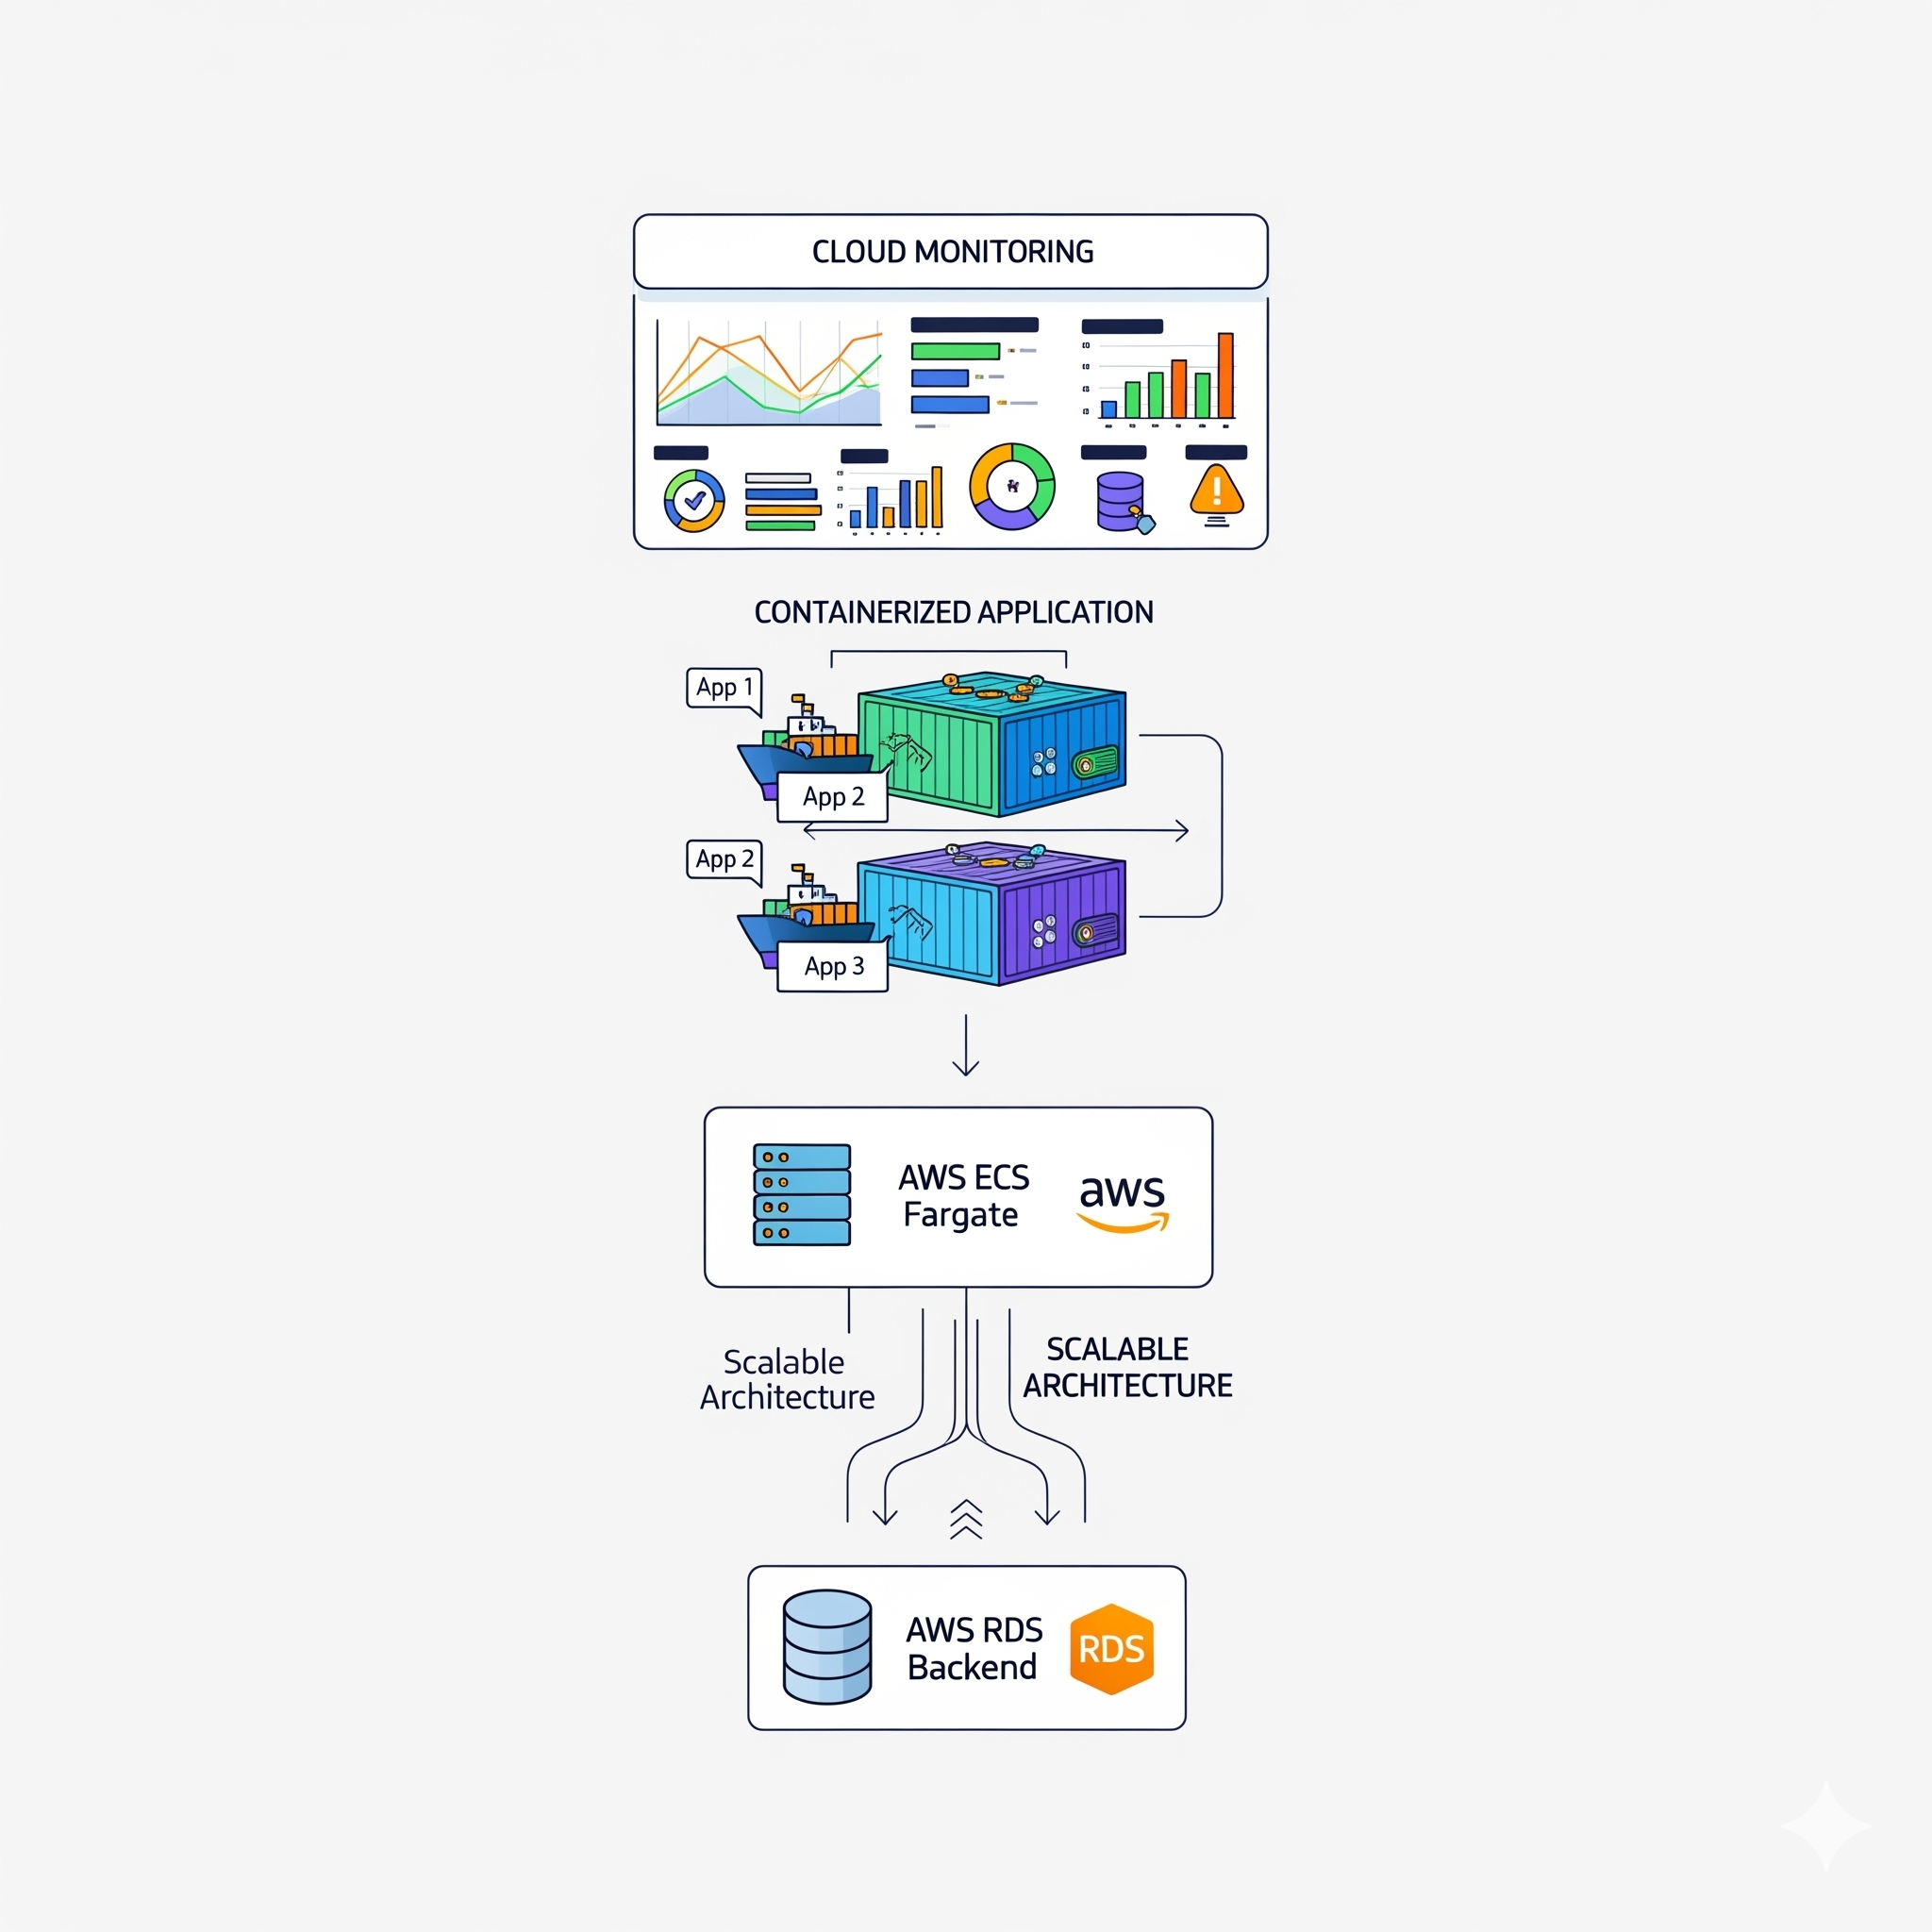 CLOUD MONITORING
CONTAINERIZED APPLICATION
App 1
App 2
App 2
App 3
AWS ECS
Fargate
aws
Scalable
Architecture
SCALABLE
ARCHITECTURE
AWS RDS
Backend
RDS